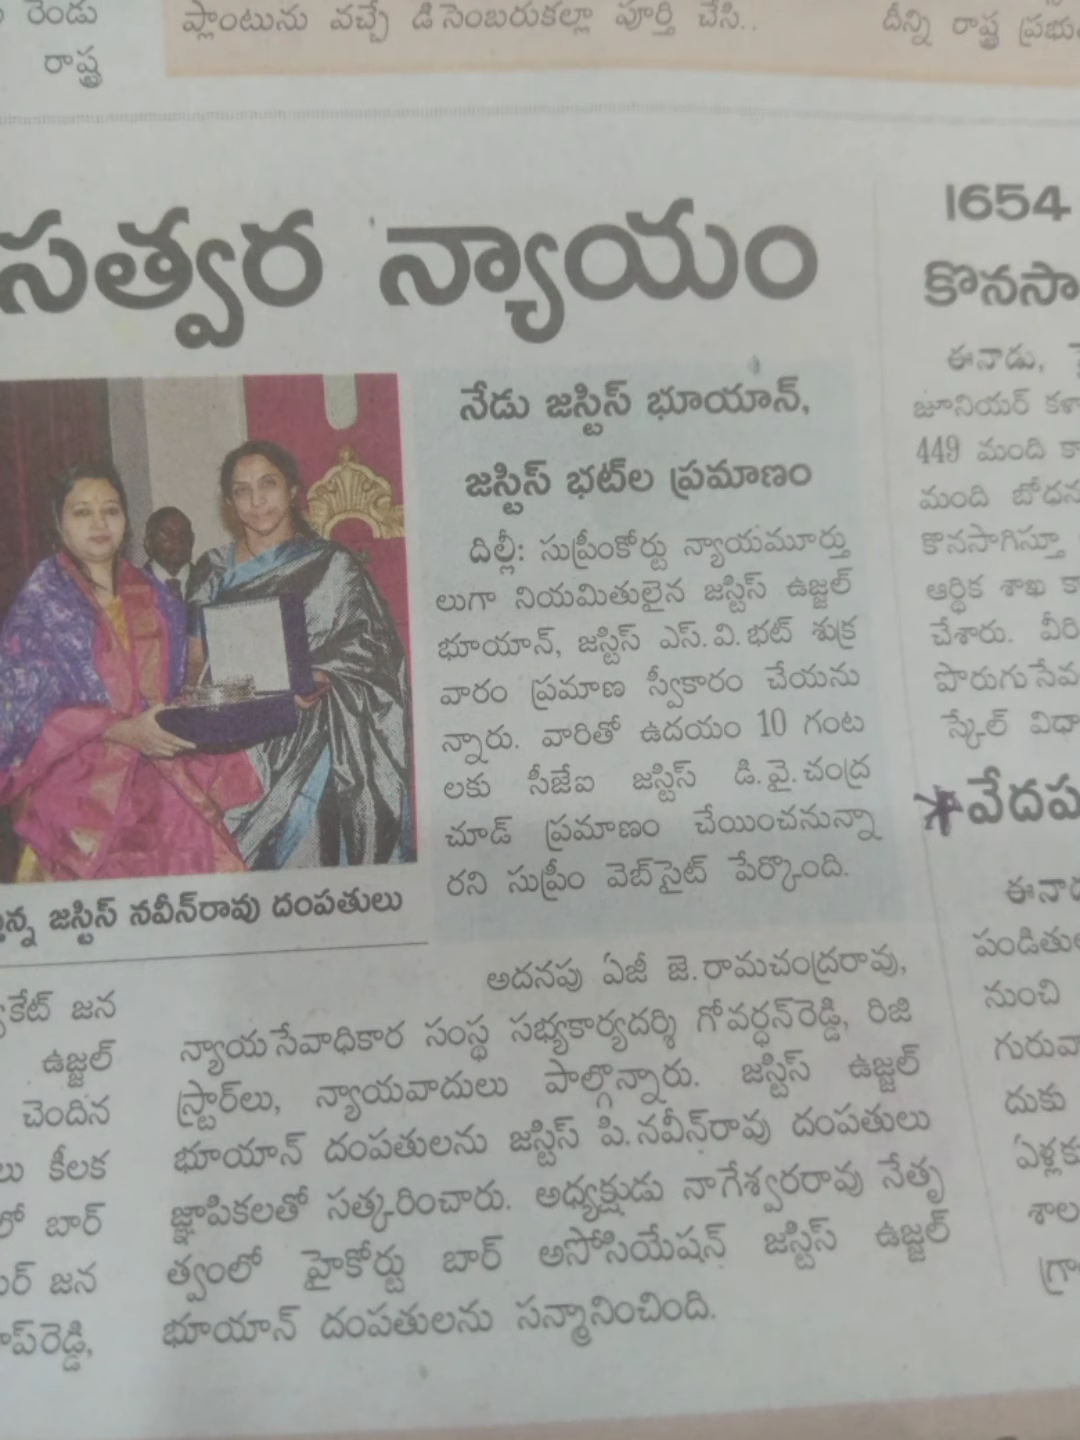 రెండు
రాష్ట్ర
ప్లాంటును వచ్చే డిసెంబరుకల్లా పూర్తి చేసి..
దీన్ని రాష్ట్ర
సత్వర న్యాయం
జస్టిస్ నవీన్‌రావు దంపతులు
నేడు జస్టిస్ భూయాన్,
జస్టిస్ భట్‌ల ప్రమాణం
దిల్లీ: సుప్రీంకోర్టు న్యాయమూర్తు
లుగా నియమితులైన జస్టిస్ ఉజ్జల్
భూయాన్, జస్టిస్ ఎస్.వి.భట్ శుక్ర
వారం ప్రమాణ స్వీకారం చేయను
న్నారు. వారితో ఉదయం 10 గంట
లకు సీజేఐ జస్టిస్ డి.వై.చంద్ర
చూడ్ ప్రమాణం చేయించనున్నా
రని సుప్రీం వెబ్‌సైట్ పేర్కొంది.
జన
ఉజ్జల్
చెందిన
కీలక
బార్
జన
అదనపు ఏజీ జె.రామచంద్రరావు,
న్యాయసేవాధికార సంస్థ సభ్యకార్యదర్శి గోవర్ధన్‌రెడ్డి, రిజి
స్ట్రార్‌లు, న్యాయవాదులు పాల్గొన్నారు. జస్టిస్ ఉజ్జల్
భూయాన్ దంపతులను జస్టిస్ పి.నవీన్‌రావు దంపతులు
జ్ఞాపికలతో సత్కరించారు. అధ్యక్షుడు నాగేశ్వరరావు నేతృ
త్వంలో హైకోర్టు బార్ అసోసియేషన్ జస్టిస్ ఉజ్జల్
భూయాన్ దంపతులను సన్మానించింది.
1654
ఈనాడు,
జూనియర్
449 మంది
మంది
కొనసాగిస్తూ
ఆర్థిక శాఖ
చేశారు.
స్కేల్
నుంచి
దుకు